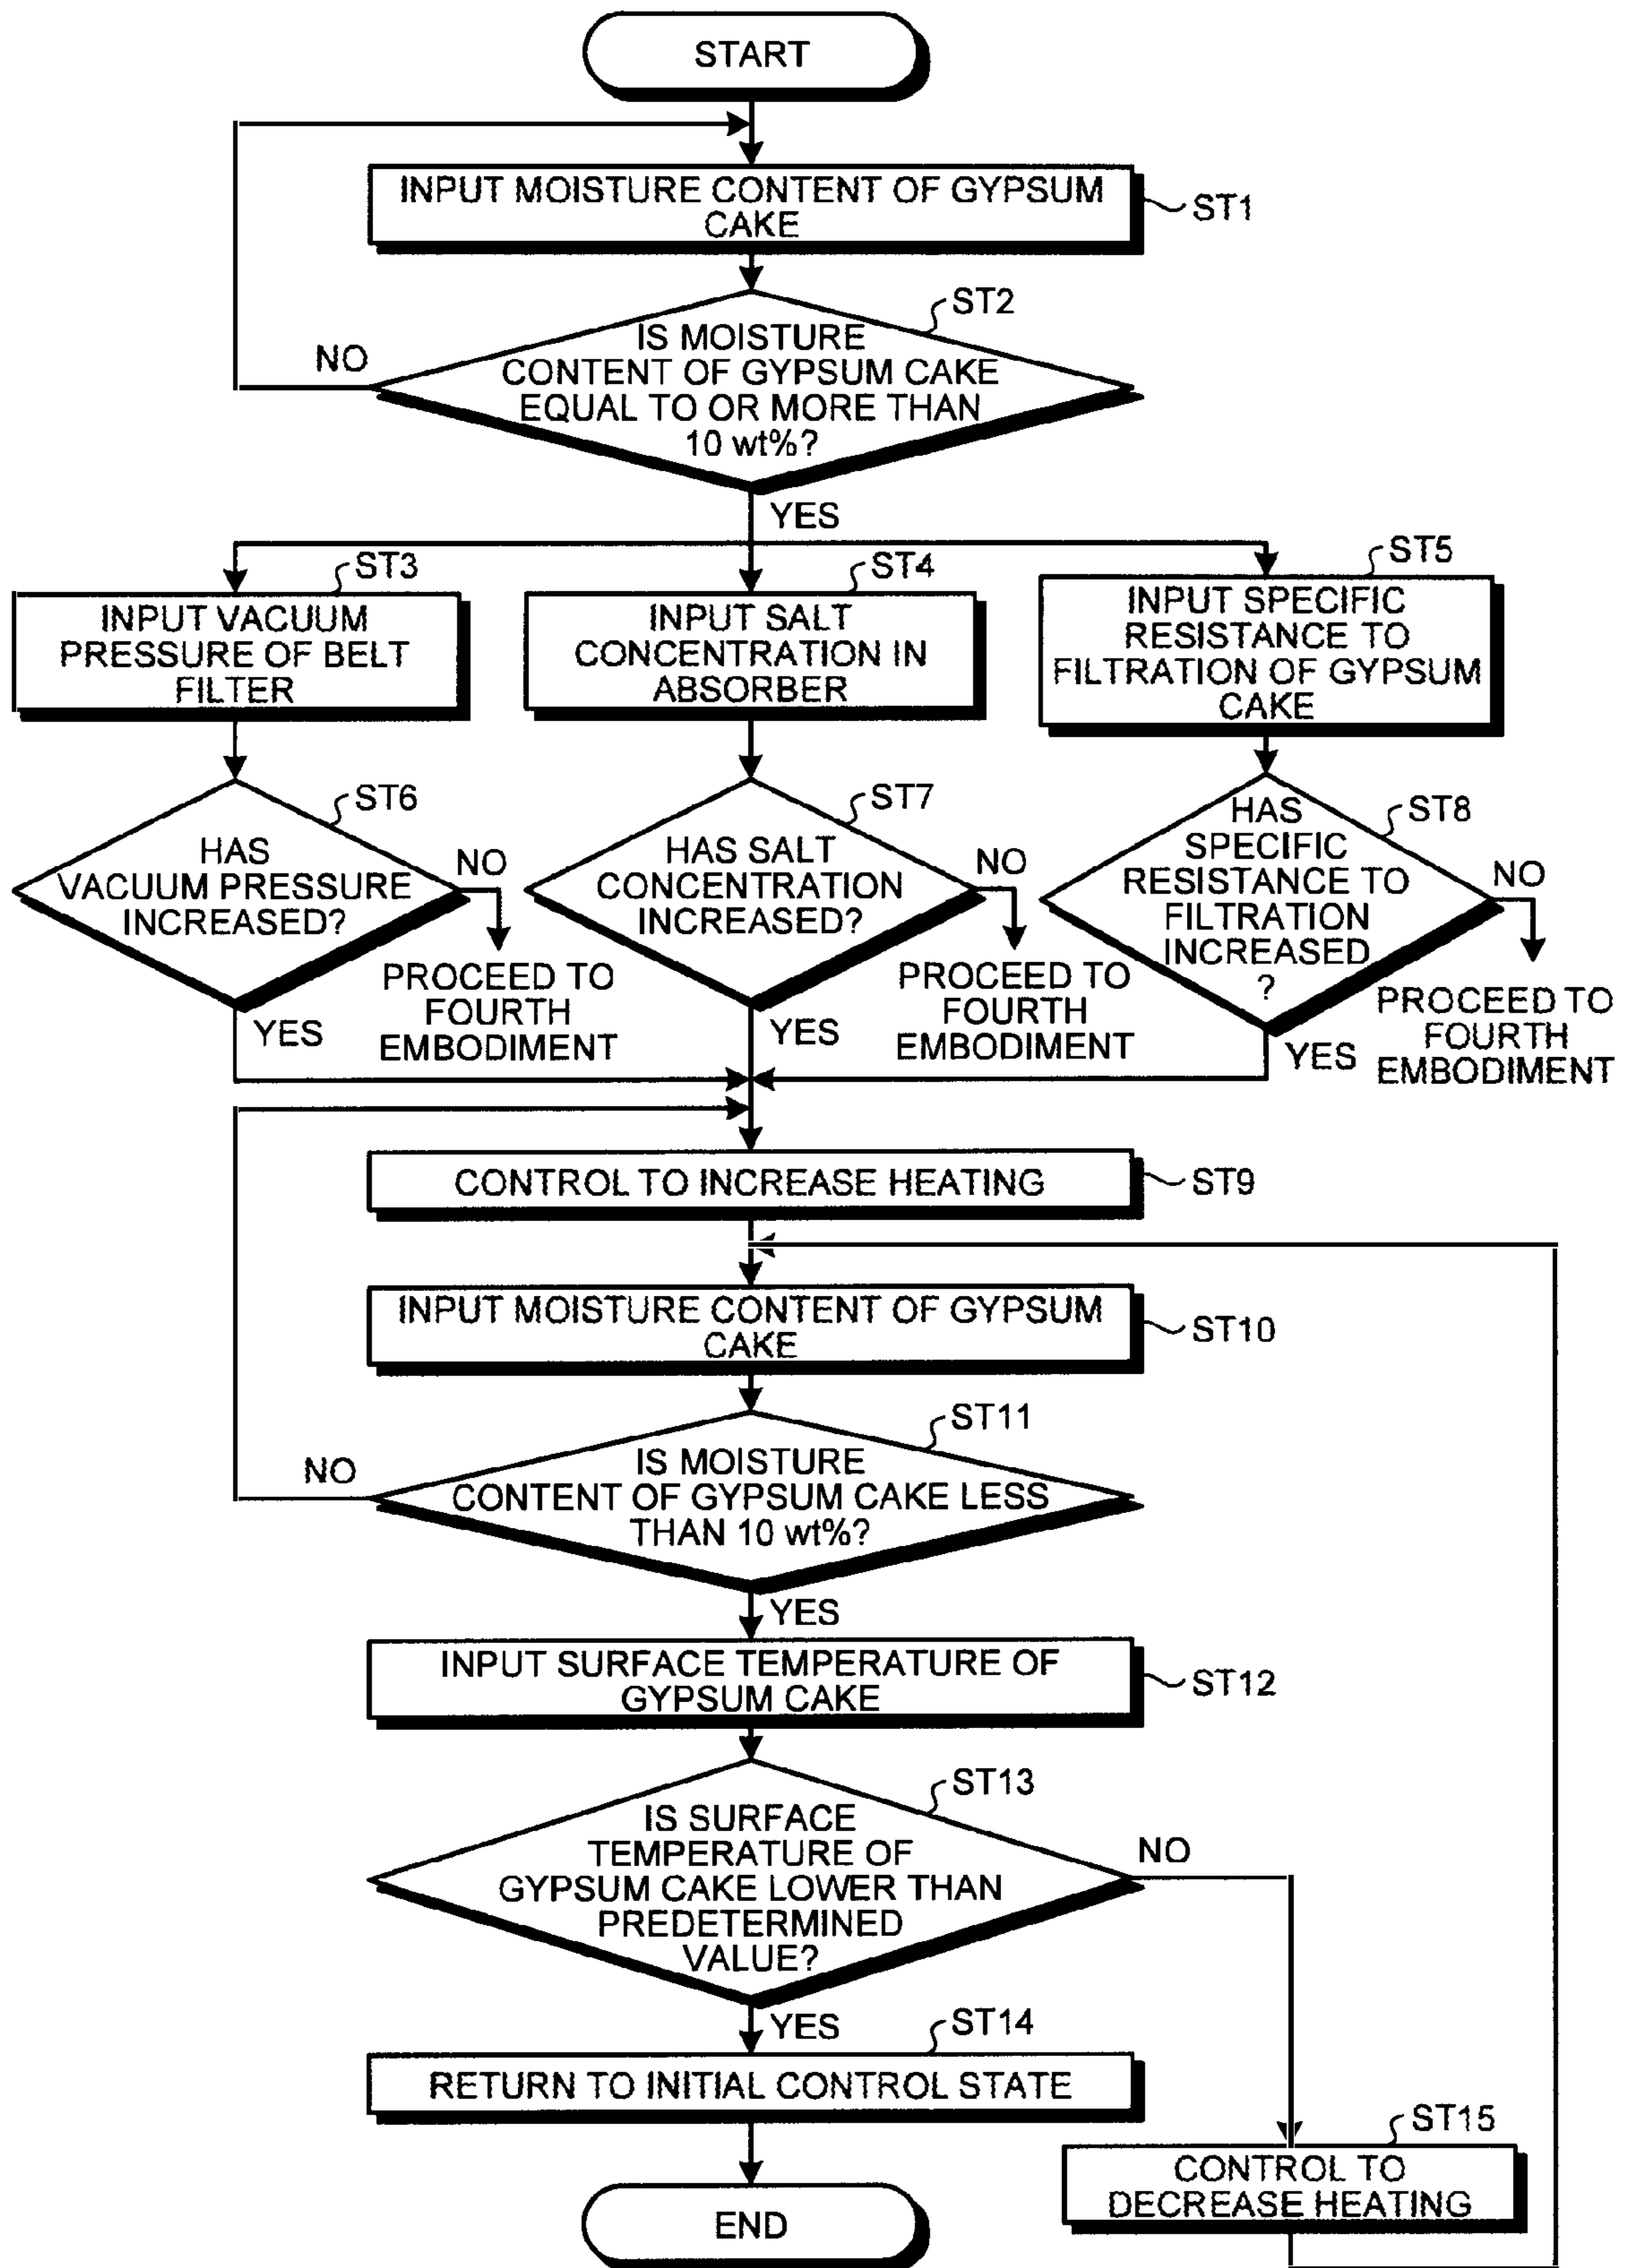 START
INPUT MOISTURE CONTENT OF GYPSUM
CAKE
ST1
ST2
IS MOISTURE
CONTENT OF GYPSUM CAKE
EQUAL TO OR MORE THAN
10 wt%?
NO
YES
ST3
INPUT VACUUM
PRESSURE OF BELT
FILTER
ST4
INPUT SALT
CONCENTRATION IN
ABSORBER
ST5
INPUT SPECIFIC
RESISTANCE TO
FILTRATION OF GYPSUM
CAKE
ST6
HAS
VACUUM PRESSURE
INCREASED?
NO
PROCEED TO
FOURTH
EMBODIMENT
YES
ST7
HAS SALT
CONCENTRATION
INCREASED?
NO
PROCEED TO
FOURTH
EMBODIMENT
YES
ST8
HAS
SPECIFIC
RESISTANCE TO
FILTRATION
INCREASED
?
NO
PROCEED TO
FOURTH
EMBODIMENT
YES
CONTROL TO INCREASE HEATING
ST9
INPUT MOISTURE CONTENT OF GYPSUM
CAKE
ST10
ST11
IS MOISTURE
CONTENT OF GYPSUM CAKE LESS
THAN 10 wt%?
NO
YES
INPUT SURFACE TEMPERATURE OF
GYPSUM CAKE
ST12
ST13
IS SURFACE
TEMPERATURE OF
GYPSUM CAKE LOWER THAN
PREDETERMINED
VALUE?
NO
YES
ST14
RETURN TO INITIAL CONTROL STATE
ST15
CONTROL TO
DECREASE HEATING
END